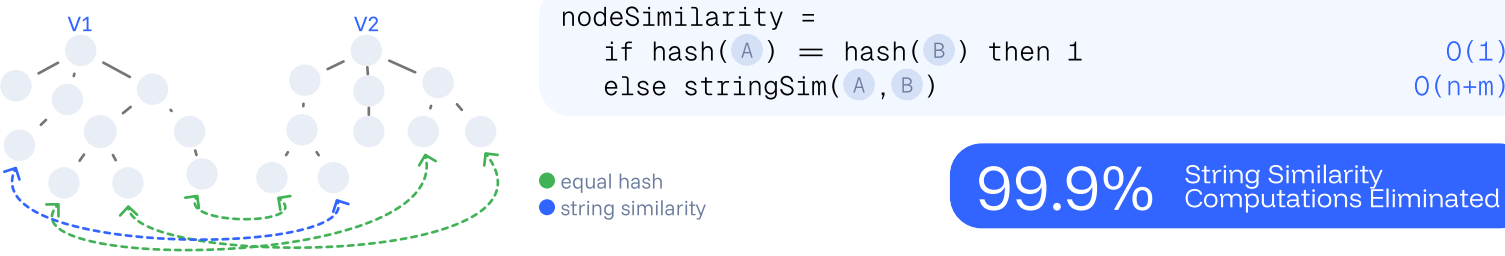 V1
V2
nodeSimilarity =
if hash(A) == hash(B) then 1
O(1)
else stringSim(A,B)
O(n+m)
equal hash
string similarity
99.9%
String Similarity
Computations Eliminated